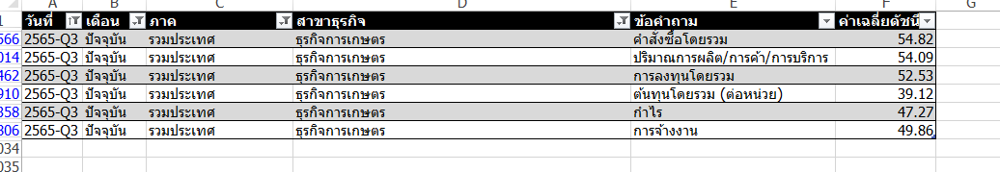 A B C D E F G
1 วันที่ เดือน ภาค สาขาธุรกิจ ข้อคำถาม ค่าเฉลี่ยดัชนี
566 2565-Q3 ปัจจุบัน รวมประเทศ ธุรกิจการเกษตร คำสั่งซื้อโดยรวม 54.82
014 2565-Q3 ปัจจุบัน รวมประเทศ ธุรกิจการเกษตร ปริมาณการผลิต/การค้า/การบริการ 54.09
462 2565-Q3 ปัจจุบัน รวมประเทศ ธุรกิจการเกษตร การลงทุนโดยรวม 52.53
910 2565-Q3 ปัจจุบัน รวมประเทศ ธุรกิจการเกษตร ต้นทุนโดยรวม (ต่อหน่วย) 39.12
358 2565-Q3 ปัจจุบัน รวมประเทศ ธุรกิจการเกษตร กำไร 47.27
306 2565-Q3 ปัจจุบัน รวมประเทศ ธุรกิจการเกษตร การจ้างงาน 49.86
034
035